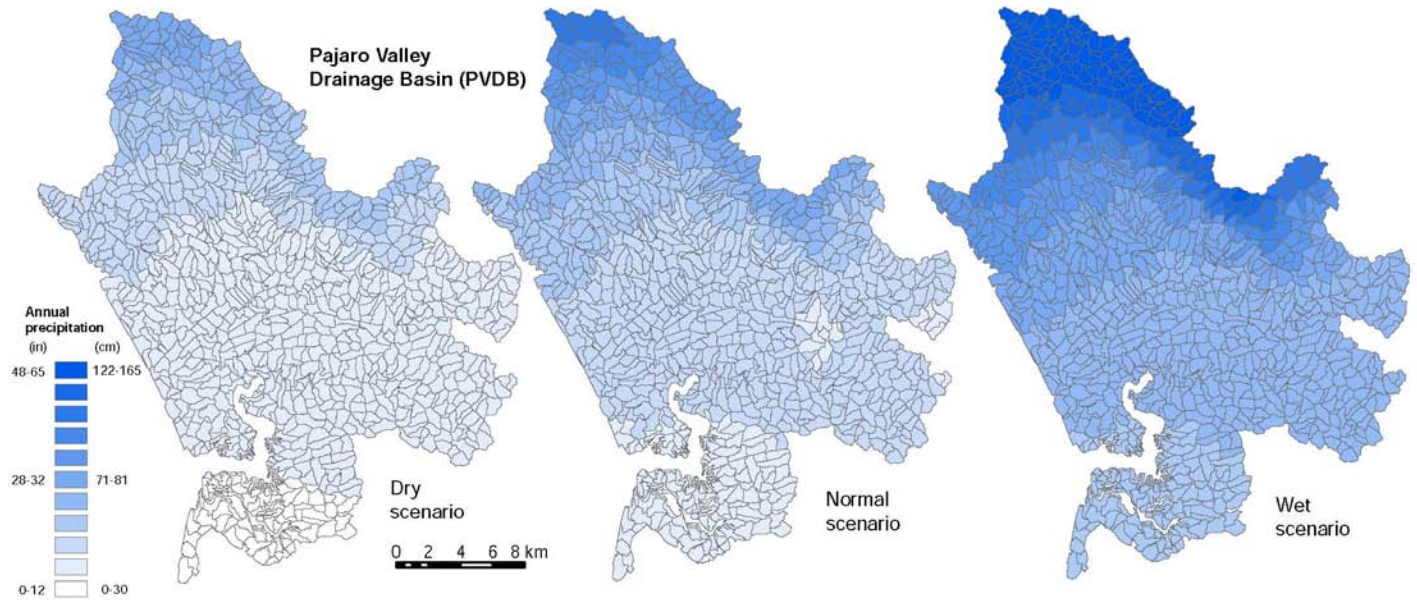 Pajaro Valley
Drainage Basin (PVDB)
Annual
precipitation
(in) (cm)
48-65 122-165
28-32 71-81
0-12 0-30
Dry
scenario
0 2 4 6 8 km
Normal
scenario
Wet
scenario